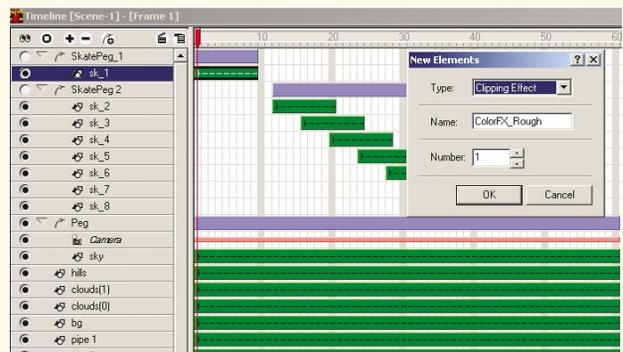 Timeline [Scene-1] - [Frame 1]
10 20 30 40 50 60
SkatePeg_1
sk_1
SkatePeg 2
sk_2
sk_3
sk_4
sk_5
sk_6
sk_7
sk_8
Peg
Camera
sky
hills
clouds(1)
clouds(0)
bg
pipe 1
New Elements
Type: Clipping Effect
Name: ColorFX_Rough
Number: 1
OK Cancel